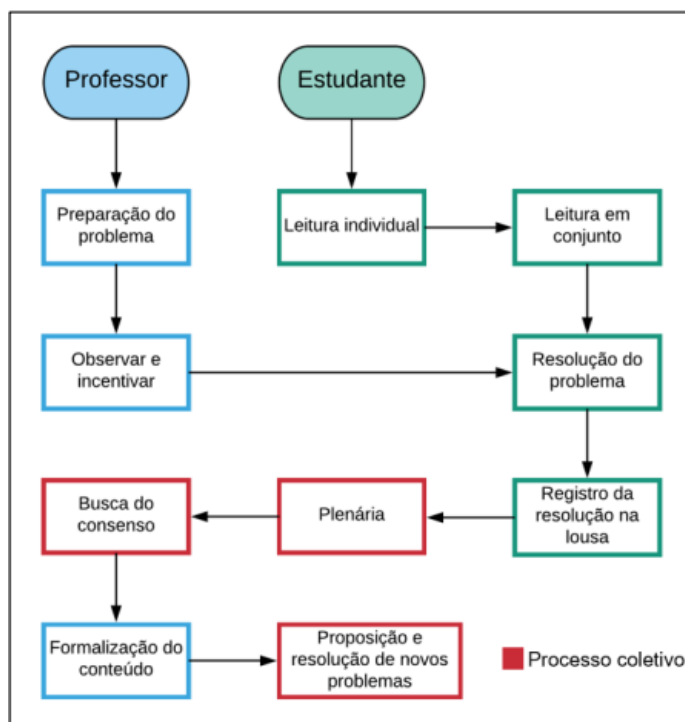 Professor
Estudante
Preparação do
problema
Leitura individual
Leitura em
conjunto
Observar e
incentivar
Resolução do
problema
Busca do
consenso
Plenária
Registro da
resolução na
lousa
Formalização do
conteúdo
Proposição e
resolução de novos
problemas
Processo coletivo